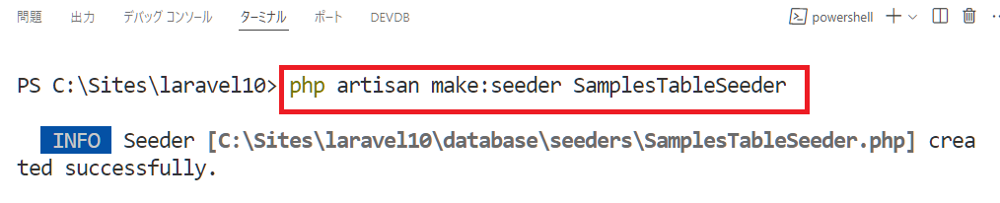 問題 出力 デバッグ コンソール ターミナル ポート DEVDB powershell
PS C:\Sites\laravel10> php artisan make:seeder SamplesTableSeeder
INFO Seeder [C:\Sites\laravel10\database\seeders\SamplesTableSeeder.php] crea
ted successfully.